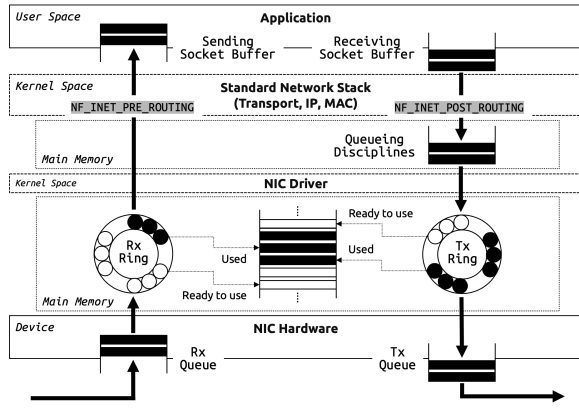 User Space
Application
Sending
Socket Buffer
Receiving
Socket Buffer
Kernel Space
Standard Network Stack
(Transport, IP, MAC)
NF_INET_PRE_ROUTING
NF_INET_POST_ROUTING
Queueing
Disciplines
Main Memory
Kernel Space
NIC Driver
Ready to use
Rx
Ring
Used
Used
Tx
Ring
Ready to use
Main Memory
Device
NIC Hardware
Rx
Queue
Tx
Queue